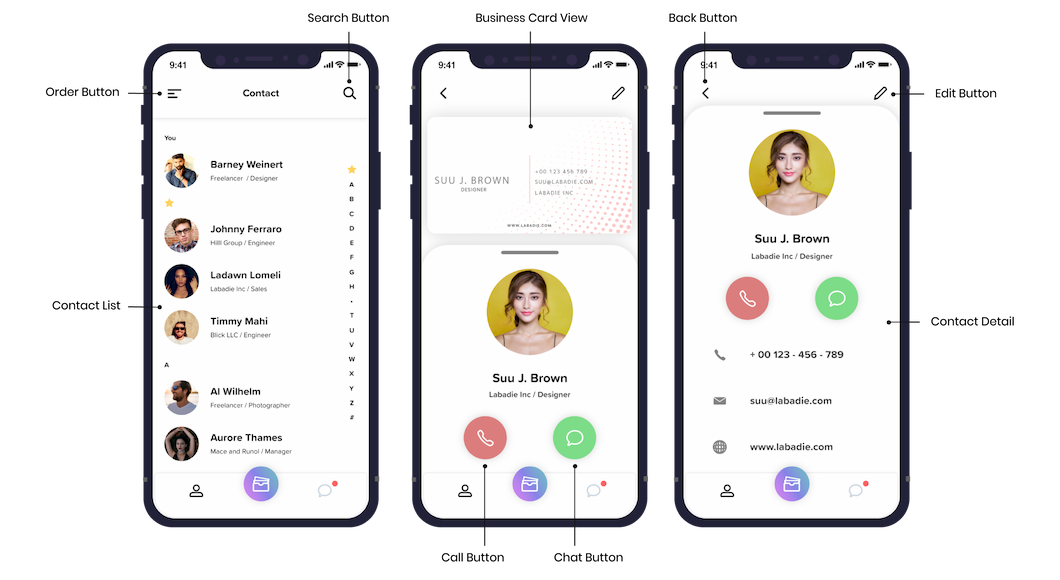 Search Button
Business Card View
Back Button
Order Button
Contact List
Edit Button
Contact Detail
Call Button
Chat Button
9:41
Contact
You
Barney Weinert
Freelancer / Designer
Johnny Ferraro
Hilll Group / Engineer
Ladawn Lomeli
Labadie Inc / Sales
Timmy Mahi
Blick LLC / Engineer
A
Al Wilhelm
Freelancer / Photographer
Aurore Thames
Mace and Runol / Manager
A
B
C
D
E
F
G
H
•
T
U
V
W
X
Y
Z
#
9:41
SUU J. BROWN
DESIGNER
+00 123 456 789
SUU@LABADIE.COM
LABADIE INC
WWW.LABADIE.COM
Suu J. Brown
Labadie Inc / Designer
9:41
Suu J. Brown
Labadie Inc / Designer
+ 00 123 - 456 - 789
suu@labadie.com
www.labadie.com